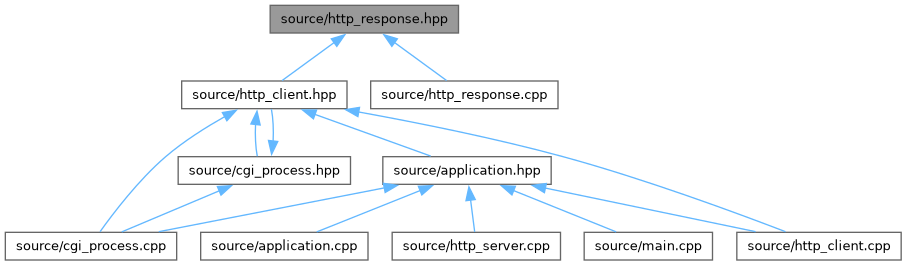 source/http_response.hpp
source/http_client.hpp
source/http_response.cpp
source/cgi_process.hpp
source/application.hpp
source/cgi_process.cpp
source/application.cpp
source/http_server.cpp
source/main.cpp
source/http_client.cpp